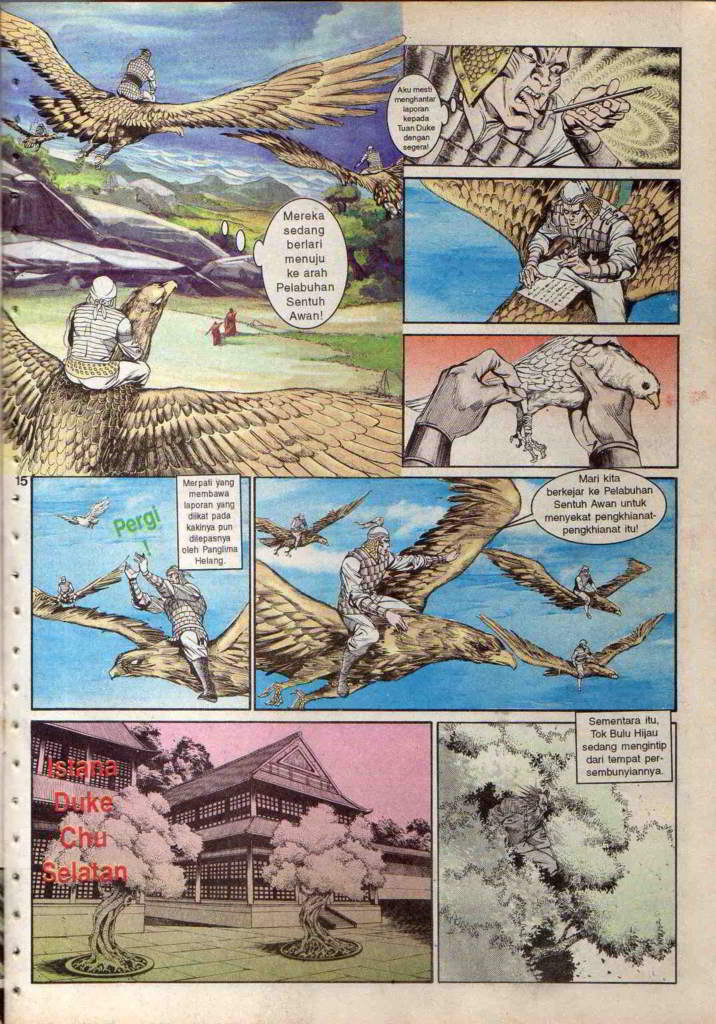 Mereka
sedang
berlari
menuju
ke arah
Pelabuhan
Sentuh
Awan!
Aku mesti
menghantar
laporan
kepada
Tuan Duke
dengan
segera!
15
Merpati yang
membawa
laporan yang
diikat pada
kakinya pun
dilepasnya
oleh Panglima
Helang.
Pergi
!
Mari kita
berkejar ke Pelabuhan
Sentuh Awan untuk
menyekat pengkhianat-
pengkhianat itu!
Istana
Duke
Chu
Selatan
Sementara itu,
Tok Bulu Hijau
sedang mengintip
dari tempat per-
sembunyiannya.